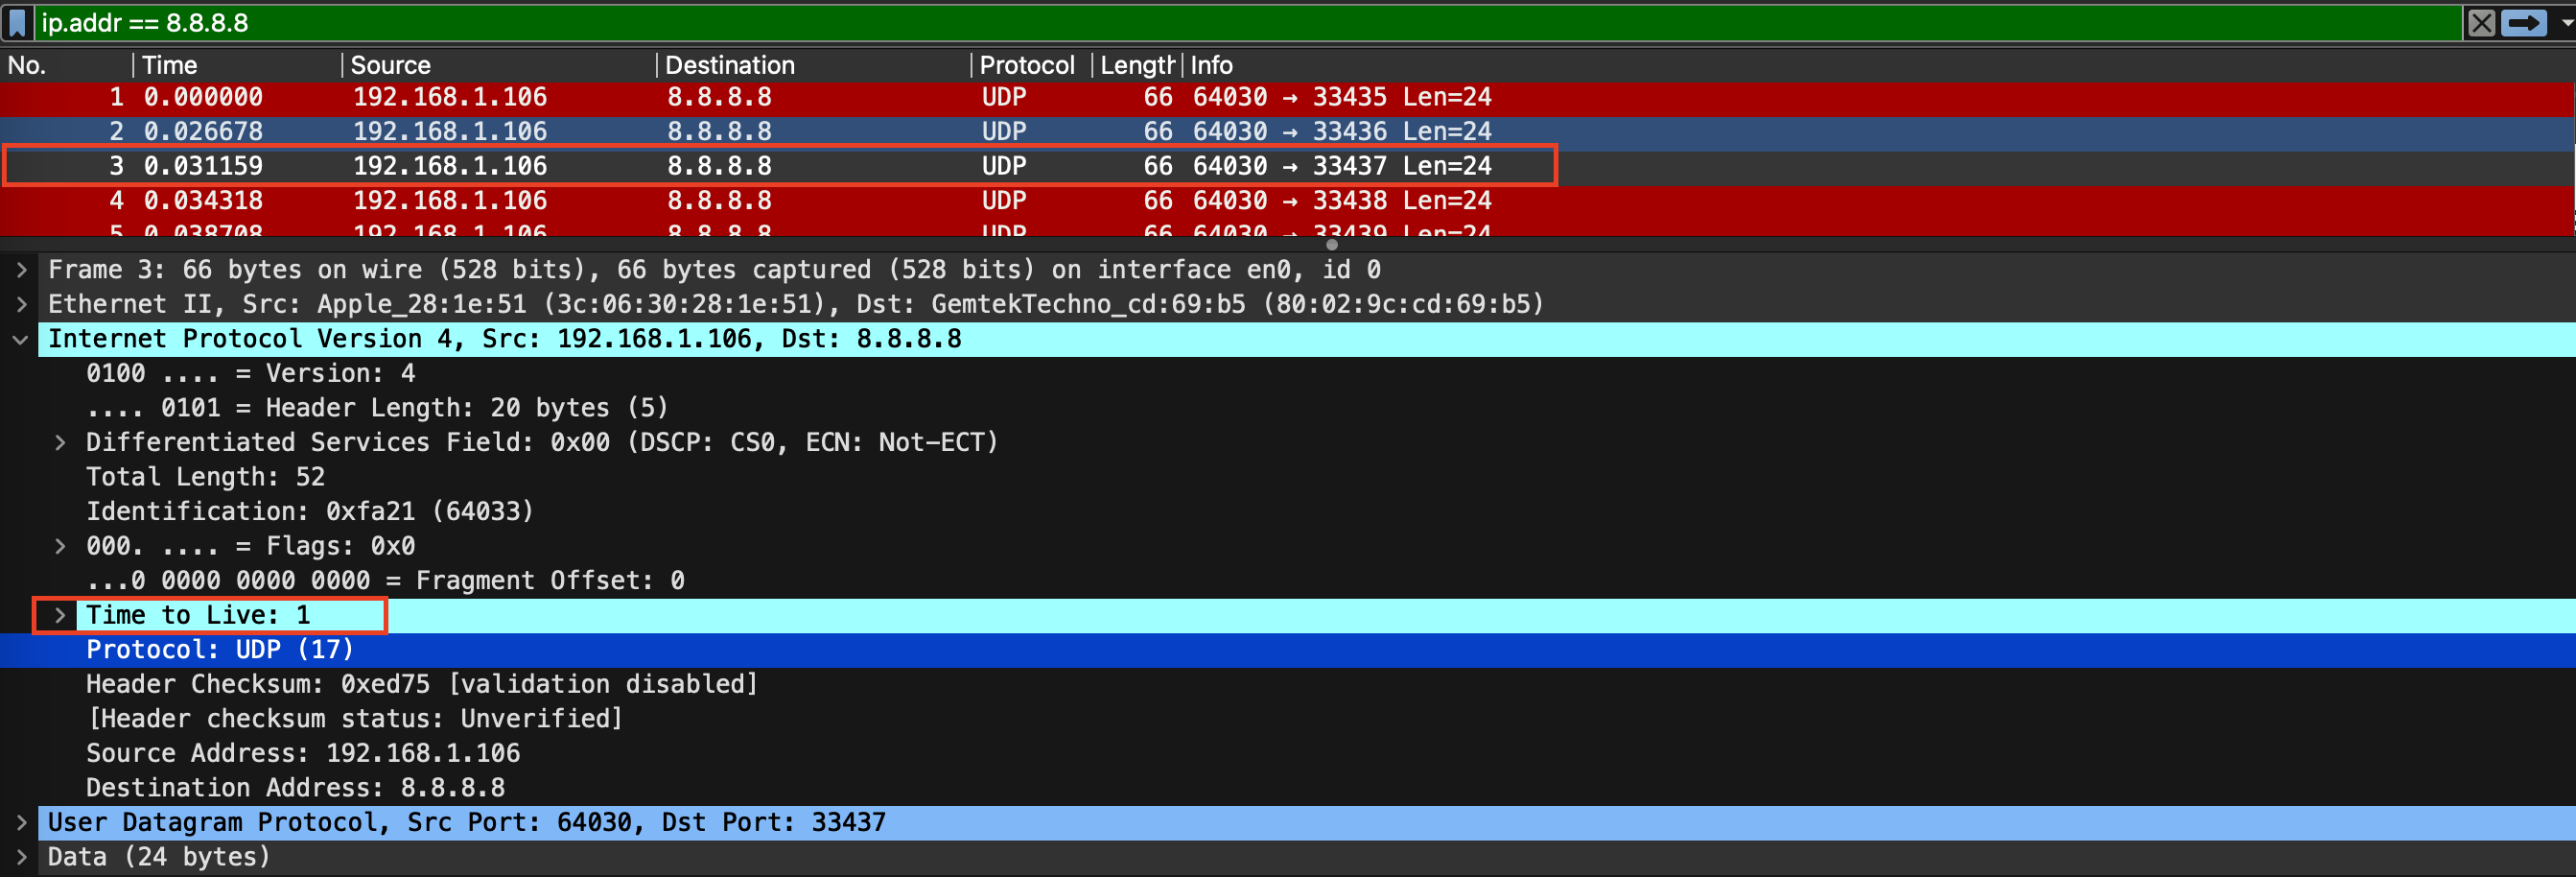 ip.addr == 8.8.8.8
No. Time Source Destination Protocol Length Info
1 0.000000 192.168.1.106 8.8.8.8 UDP 66 64030 → 33435 Len=24
2 0.026678 192.168.1.106 8.8.8.8 UDP 66 64030 → 33436 Len=24
3 0.031159 192.168.1.106 8.8.8.8 UDP 66 64030 → 33437 Len=24
4 0.034318 192.168.1.106 8.8.8.8 UDP 66 64030 → 33438 Len=24
5 0.038708 192.168.1.106 8.8.8.8 UDP 66 64030 → 33439 Len=24
Frame 3: 66 bytes on wire (528 bits), 66 bytes captured (528 bits) on interface en0, id 0
Ethernet II, Src: Apple_28:1e:51 (3c:06:30:28:1e:51), Dst: GemtekTechno_cd:69:b5 (80:02:9c:cd:69:b5)
Internet Protocol Version 4, Src: 192.168.1.106, Dst: 8.8.8.8
0100 .... = Version: 4
.... 0101 = Header Length: 20 bytes (5)
Differentiated Services Field: 0x00 (DSCP: CS0, ECN: Not-ECT)
Total Length: 52
Identification: 0xfa21 (64033)
000. .... = Flags: 0x0
...0 0000 0000 0000 = Fragment Offset: 0
Time to Live: 1
Protocol: UDP (17)
Header Checksum: 0xed75 [validation disabled]
[Header checksum status: Unverified]
Source Address: 192.168.1.106
Destination Address: 8.8.8.8
User Datagram Protocol, Src Port: 64030, Dst Port: 33437
Data (24 bytes)